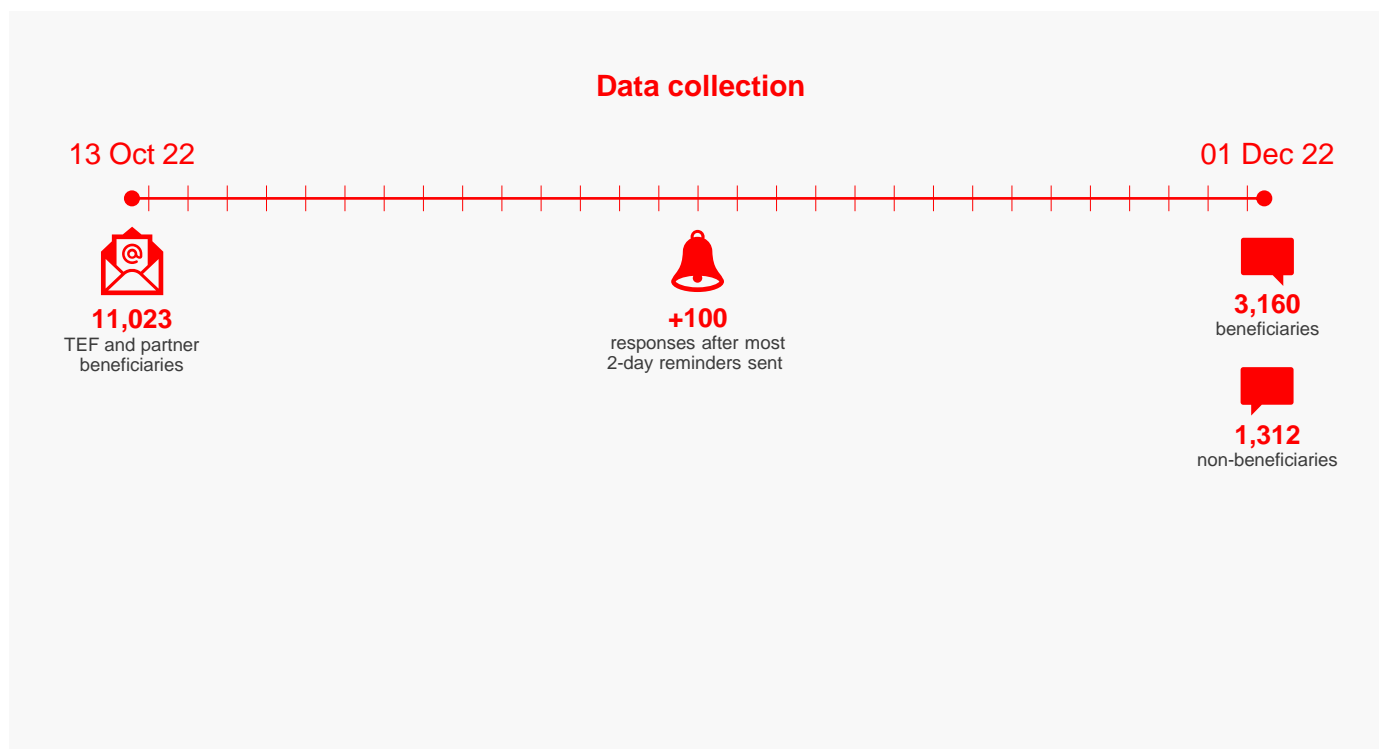 Data collection
13 Oct 22
01 Dec 22
@
11,023
TEF and partner
beneficiaries
+100
responses after most
2-day reminders sent
3,160
beneficiaries
1,312
non-beneficiaries